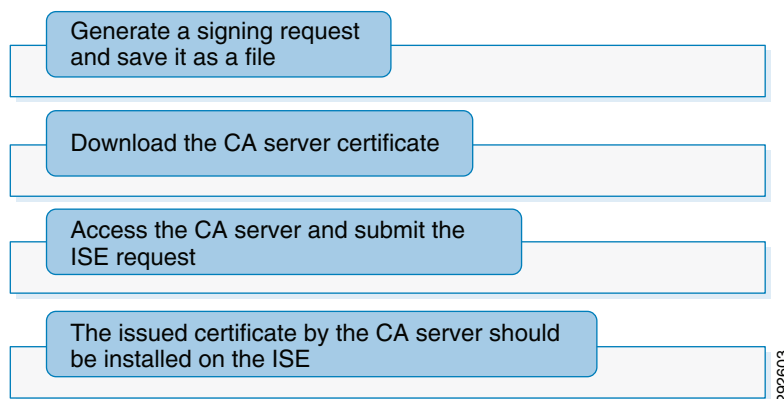 Generate a signing request
and save it as a file
Download the CA server certificate
Access the CA server and submit the
ISE request
The issued certificate by the CA server should
be installed on the ISE
292603